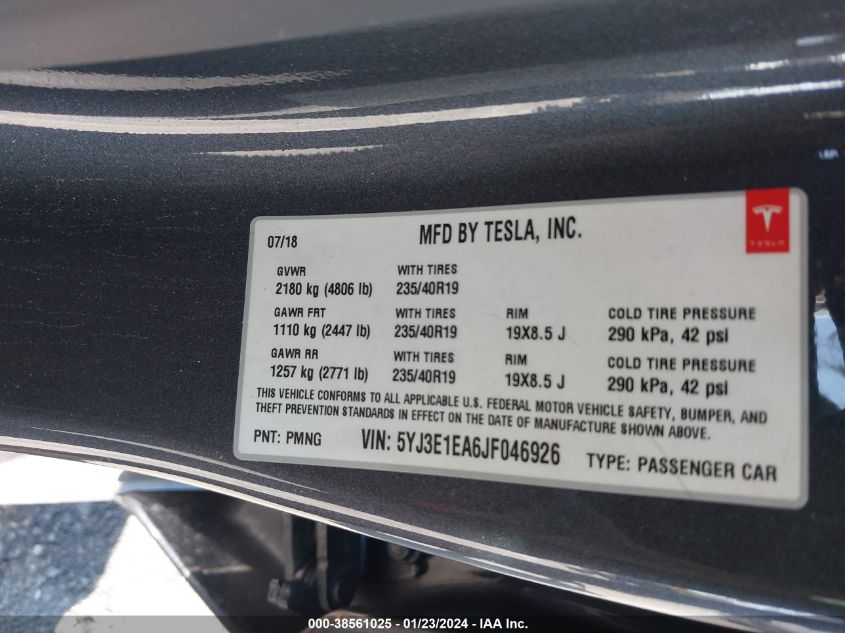 07/18 MFD BY TESLA, INC.
TESLA
GVWR WITH TIRES
2180 kg (4806 lb) 235/40R19
GAWR FRT WITH TIRES RIM COLD TIRE PRESSURE
1110 kg (2447 lb) 235/40R19 19X8.5 J 290 kPa, 42 psi
GAWR RR WITH TIRES RIM COLD TIRE PRESSURE
1257 kg (2771 lb) 235/40R19 19X8.5 J 290 kPa, 42 psi
THIS VEHICLE CONFORMS TO ALL APPLICABLE U.S. FEDERAL MOTOR VEHICLE SAFETY, BUMPER, AND
THEFT PREVENTION STANDARDS IN EFFECT ON THE DATE OF MANUFACTURE SHOWN ABOVE.
PNT: PMNG VIN: 5YJ3E1EA6JF046926 TYPE: PASSENGER CAR
000-38561025 - 01/23/2024 - IAA Inc.